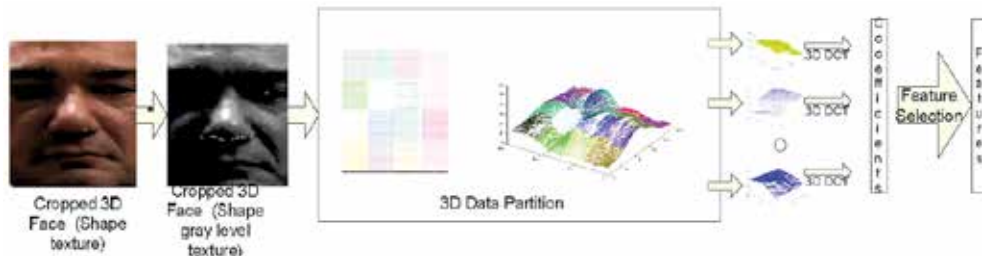 Cropped 3D
Face (Shape
texture)
Cropped 3D
Face (Shape
gray level
texture)
3D Data Partition
3D DCT
3D DCT
3D DCT
Coefficients
Feature
Selection
Features